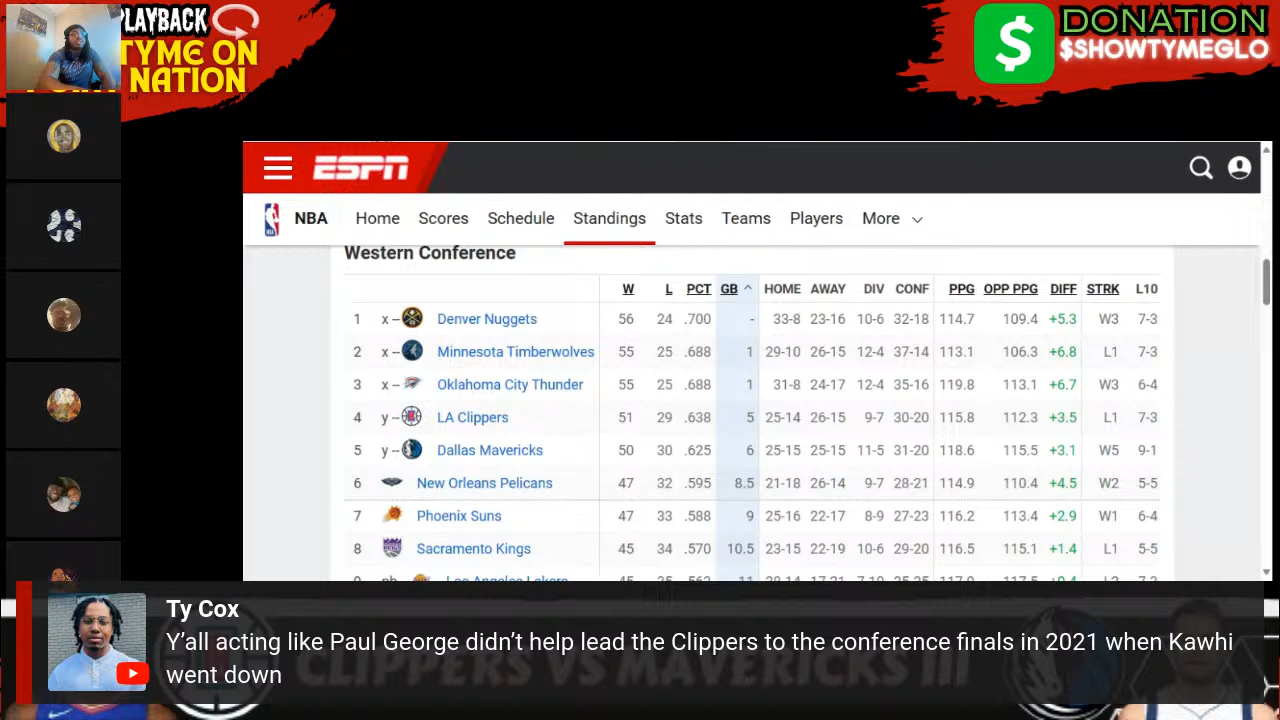 PLAYBACK
TYME ON
NATION
DONATION
$SHOWTYMEGLO
ESPN
NBA Home Scores Schedule Standings Stats Teams Players More
Western Conference
W L PCT GB HOME AWAY DIV CONF PPG OPP PPG DIFF STRK L10
1 x -- Denver Nuggets 56 24 .700 - 33-8 23-16 10-6 32-18 114.7 109.4 +5.3 W3 7-3
2 x -- Minnesota Timberwolves 55 25 .688 1 29-10 26-15 12-4 37-14 113.1 106.3 +6.8 L1 7-3
3 x -- Oklahoma City Thunder 55 25 .688 1 31-8 24-17 12-4 35-16 119.8 113.1 +6.7 W3 6-4
4 y -- LA Clippers 51 29 .638 5 25-14 26-15 9-7 30-20 115.8 112.3 +3.5 L1 7-3
5 y -- Dallas Mavericks 50 30 .625 6 25-15 25-15 11-5 31-20 118.6 115.5 +3.1 W5 9-1
6 New Orleans Pelicans 47 32 .595 8.5 21-18 26-14 9-7 28-21 114.9 110.4 +4.5 W2 5-5
7 Phoenix Suns 47 33 .588 9 25-16 22-17 8-9 27-23 116.2 113.4 +2.9 W1 6-4
8 Sacramento Kings 45 34 .570 10.5 23-15 22-19 10-6 29-20 116.5 115.1 +1.4 L1 5-5
Los Angeles Lakers
Ty Cox
Y'all acting like Paul George didn't help lead the Clippers to the conference finals in 2021 when Kawhi
went down
CLIPPERS VS MAVERICKS III